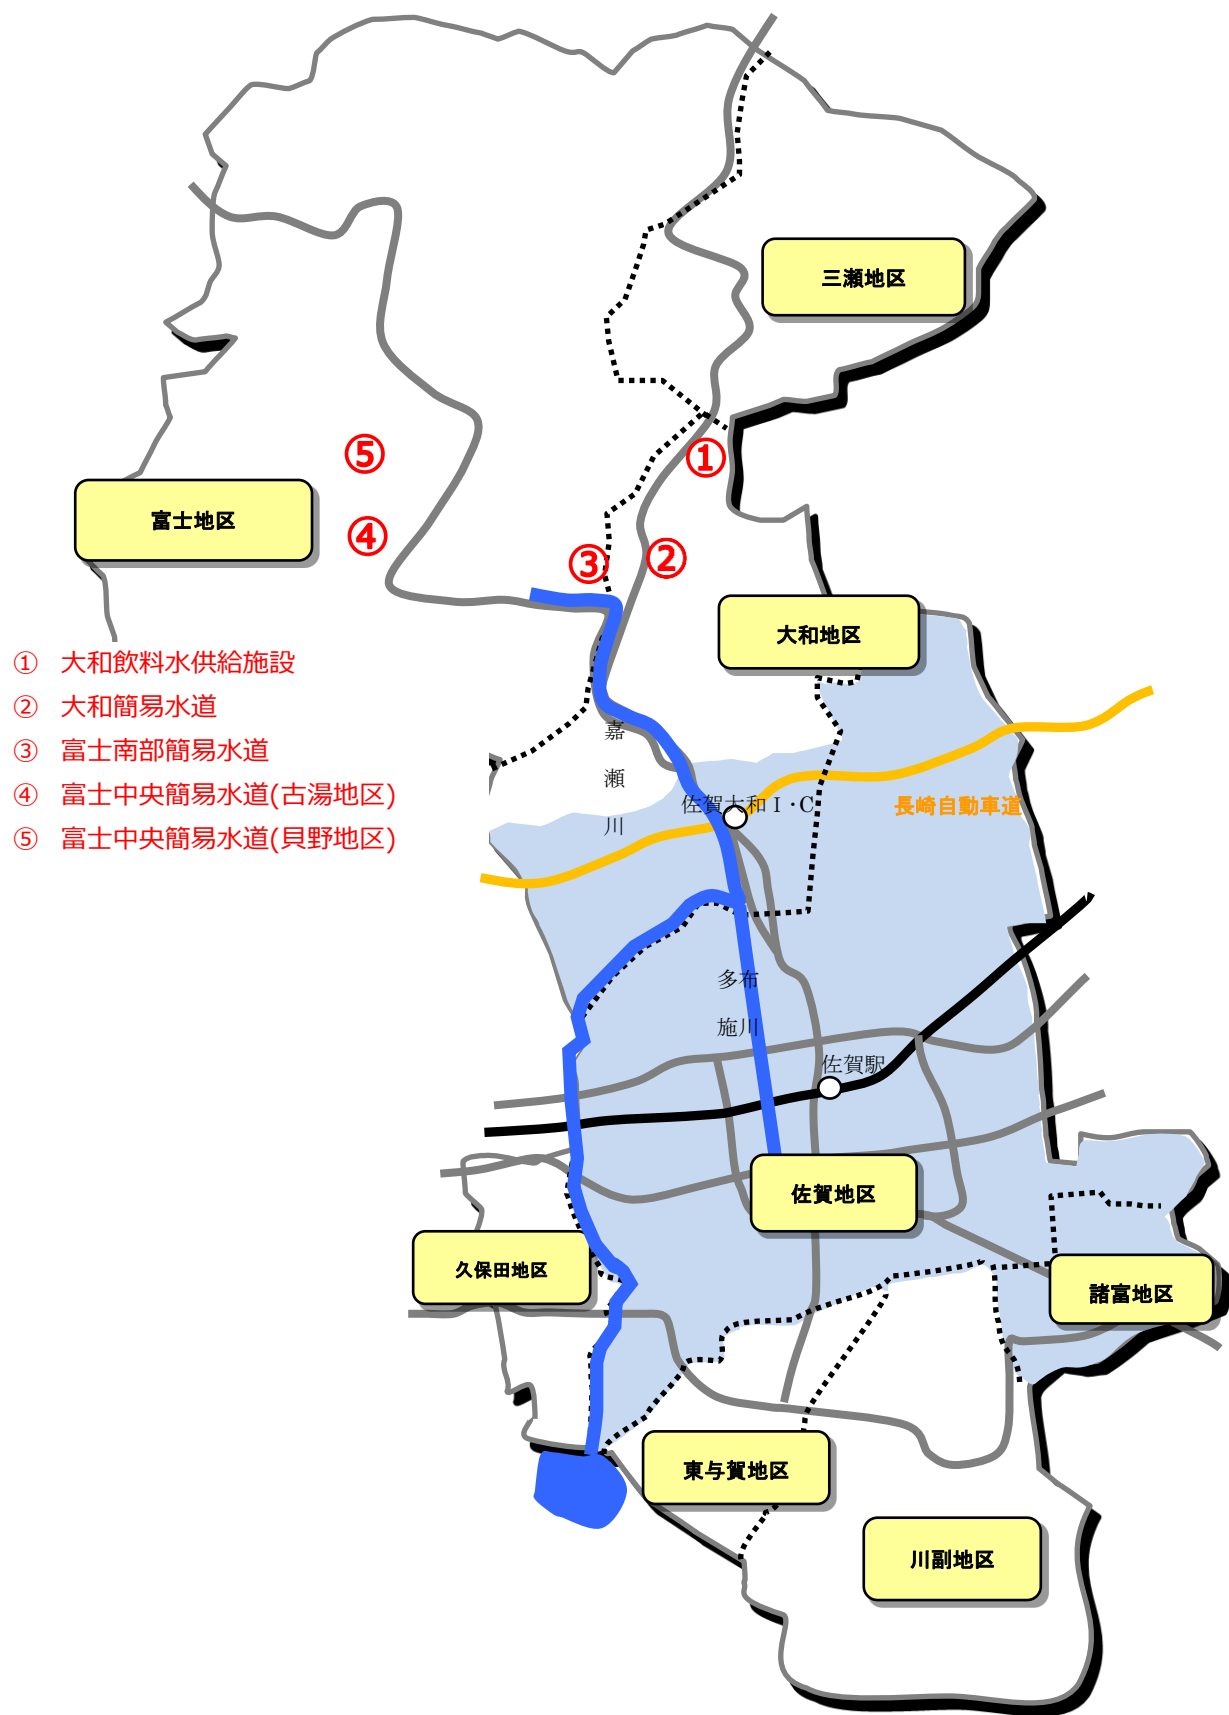 三瀬地区
⑤
①
富士地区
④
③
②
大和地区
① 大和飲料水供給施設
② 大和簡易水道
③ 富士南部簡易水道
④ 富士中央簡易水道(古湯地区)
⑤ 富士中央簡易水道(貝野地区)
嘉
瀬
川
佐賀大和I・C
長崎自動車道
多布
施川
佐賀駅
佐賀地区
久保田地区
諸富地区
東与賀地区
川副地区